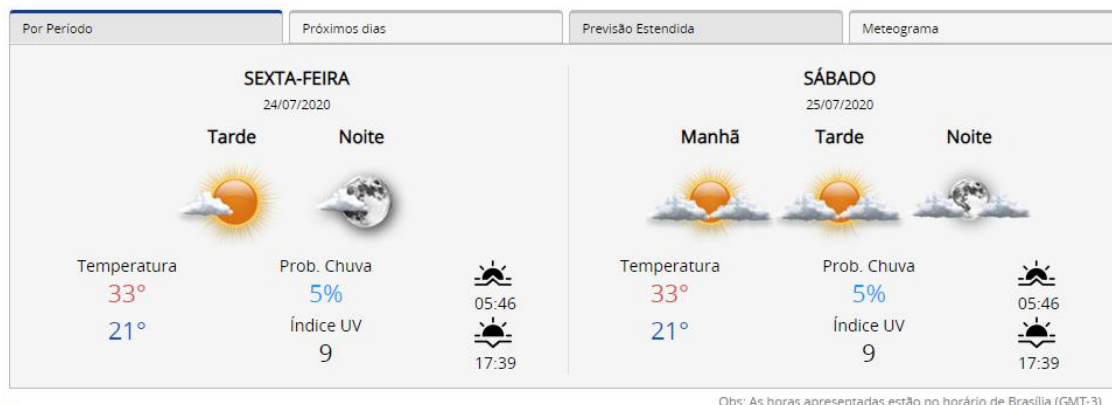 Por Período
Próximos dias
Previsão Estendida
Meteograma
SEXTA-FEIRA
24/07/2020
Tarde Noite
Temperatura Prob. Chuva
33° 5%
05:46
21° Índice UV
9
17:39
SÁBADO
25/07/2020
Manhã Tarde Noite
Temperatura Prob. Chuva
33° 5%
05:46
21° Índice UV
9
17:39
Obs: As horas apresentadas estão no horário de Brasília (GMT-3)